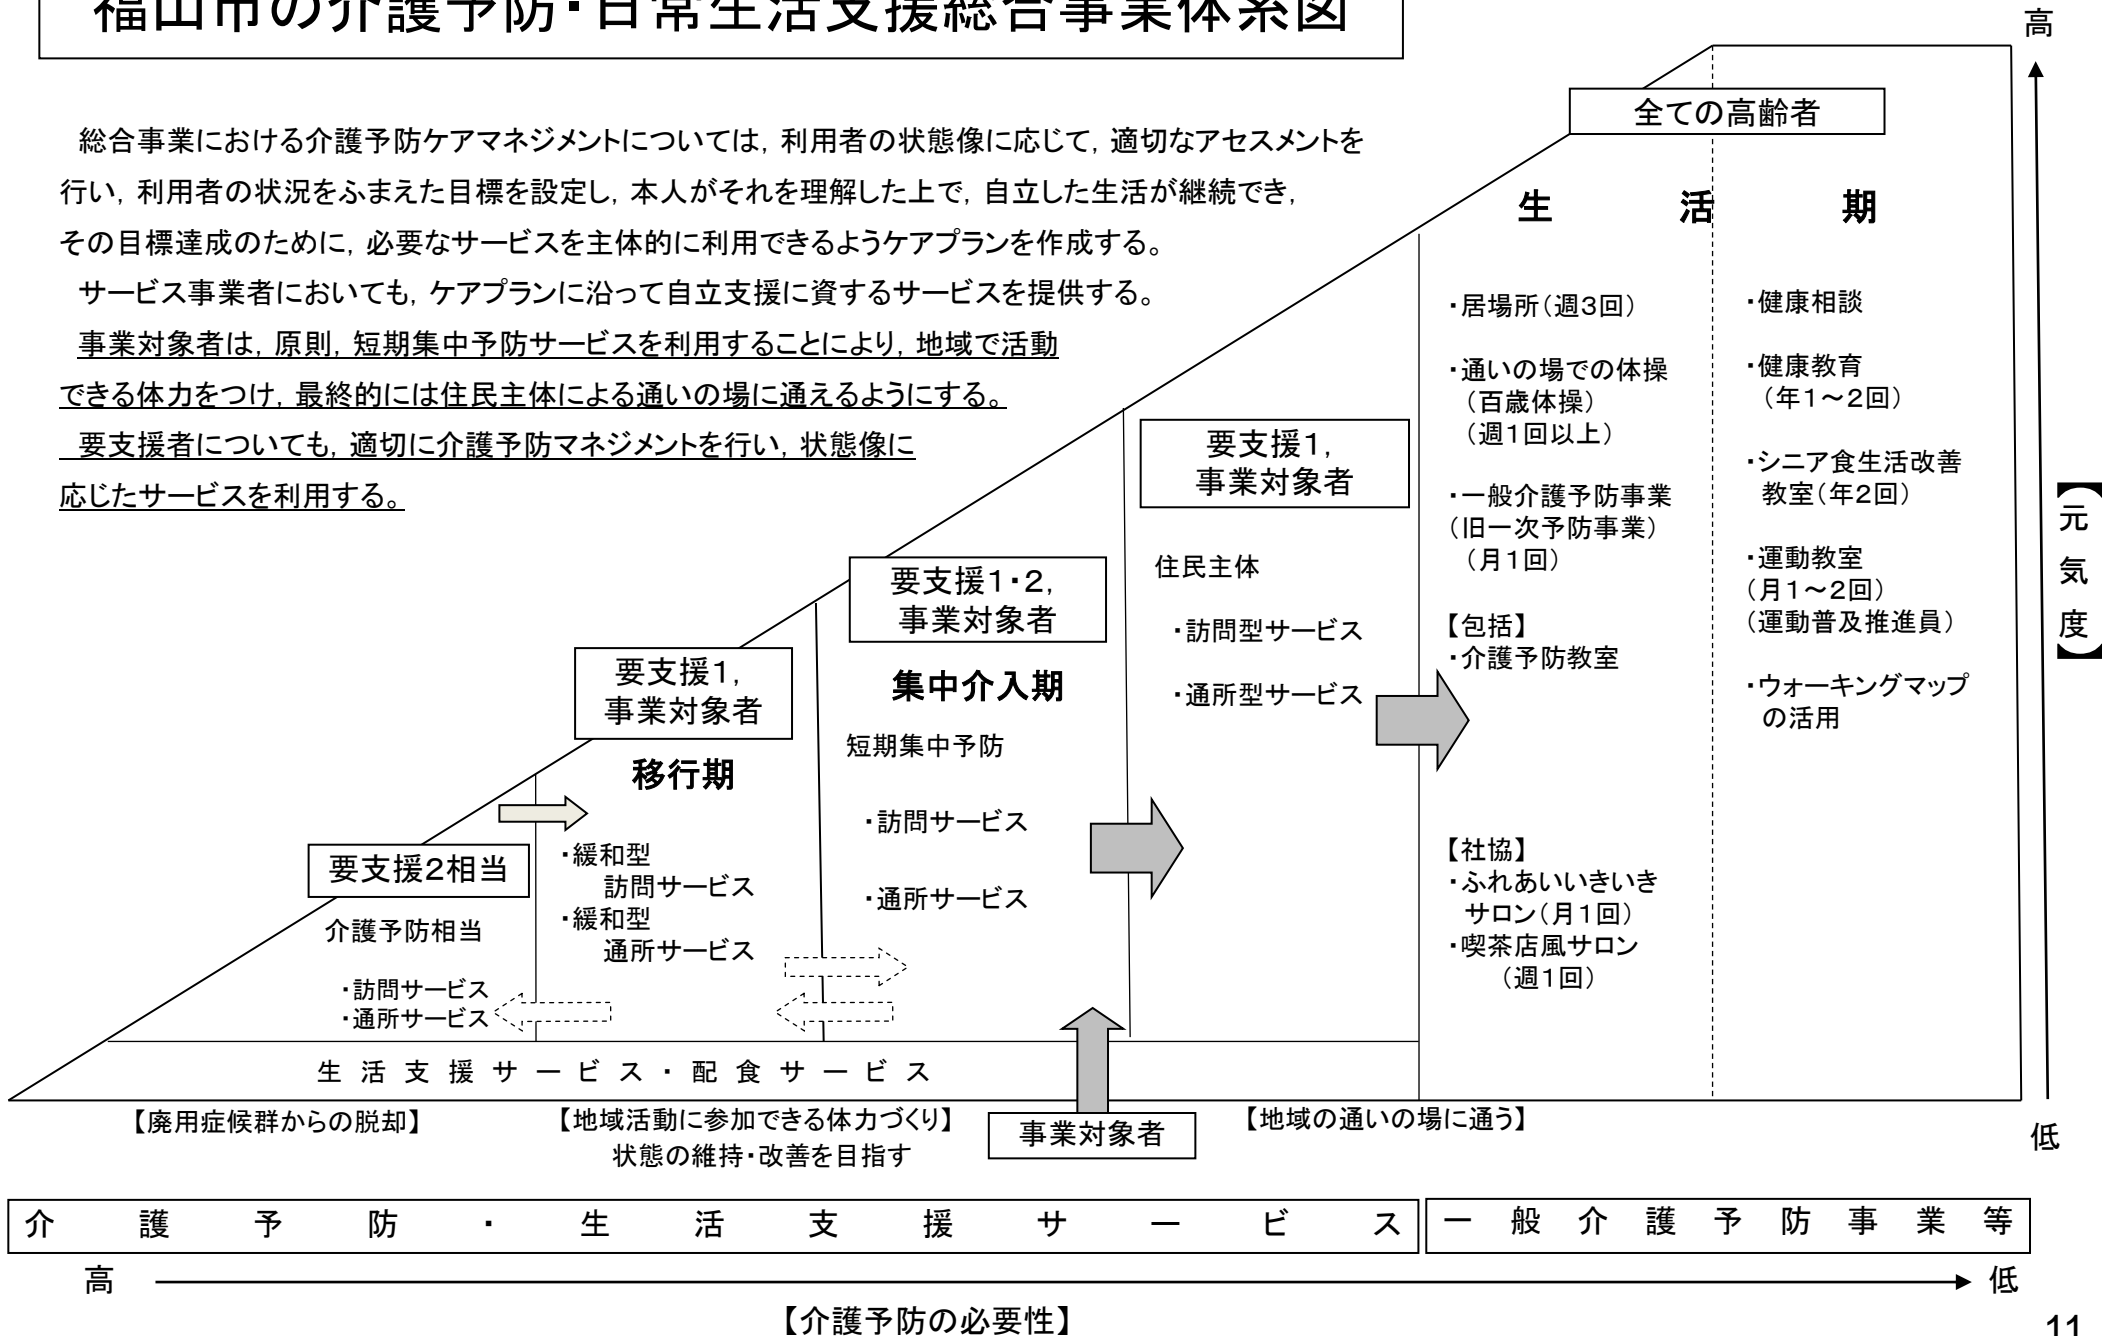 福山市の介護予防・日常生活支援総合事業体系図
総合事業における介護予防ケアマネジメントについては，利用者の状態像に応じて，適切なアセスメントを
行い，利用者の状況をふまえた目標を設定し，本人がそれを理解した上で，自立した生活が継続でき，
その目標達成のために，必要なサービスを主体的に利用できるようケアプランを作成する。
サービス事業者においても，ケアプランに沿って自立支援に資するサービスを提供する。
事業対象者は，原則，短期集中予防サービスを利用することにより，地域で活動
できる体力をつけ，最終的には住民主体による通いの場に通えるようにする。
要支援者についても，適切に介護予防マネジメントを行い，状態像に
応じたサービスを利用する。
要支援2相当
介護予防相当
・訪問サービス
・通所サービス
要支援1，
事業対象者
移行期
・緩和型
訪問サービス
・緩和型
通所サービス
要支援1・2，
事業対象者
集中介入期
短期集中予防
・訪問サービス
・通所サービス
要支援1，
事業対象者
住民主体
・訪問型サービス
・通所型サービス
全ての高齢者
生活期
・居場所（週3回）
・通いの場での体操
（百歳体操）
（週1回以上）
・一般介護予防事業
（旧一次予防事業）
（月1回）
【包括】
・介護予防教室
【社協】
・ふれあいいきいき
サロン（月1回）
・喫茶店風サロン
（週1回）
・健康相談
・健康教育
（年1～2回）
・シニア食生活改善
教室（年2回）
・運動教室
（月1～2回）
（運動普及推進員）
・ウォーキングマップ
の活用
高
【元気度】
低
生活支援サービス・配食サービス
【廃用症候群からの脱却】
【地域活動に参加できる体力づくり】
状態の維持・改善を目指す
事業対象者
【地域の通いの場に通う】
介護予防・生活支援サービス
一般介護予防事業等
高
低
【介護予防の必要性】
11